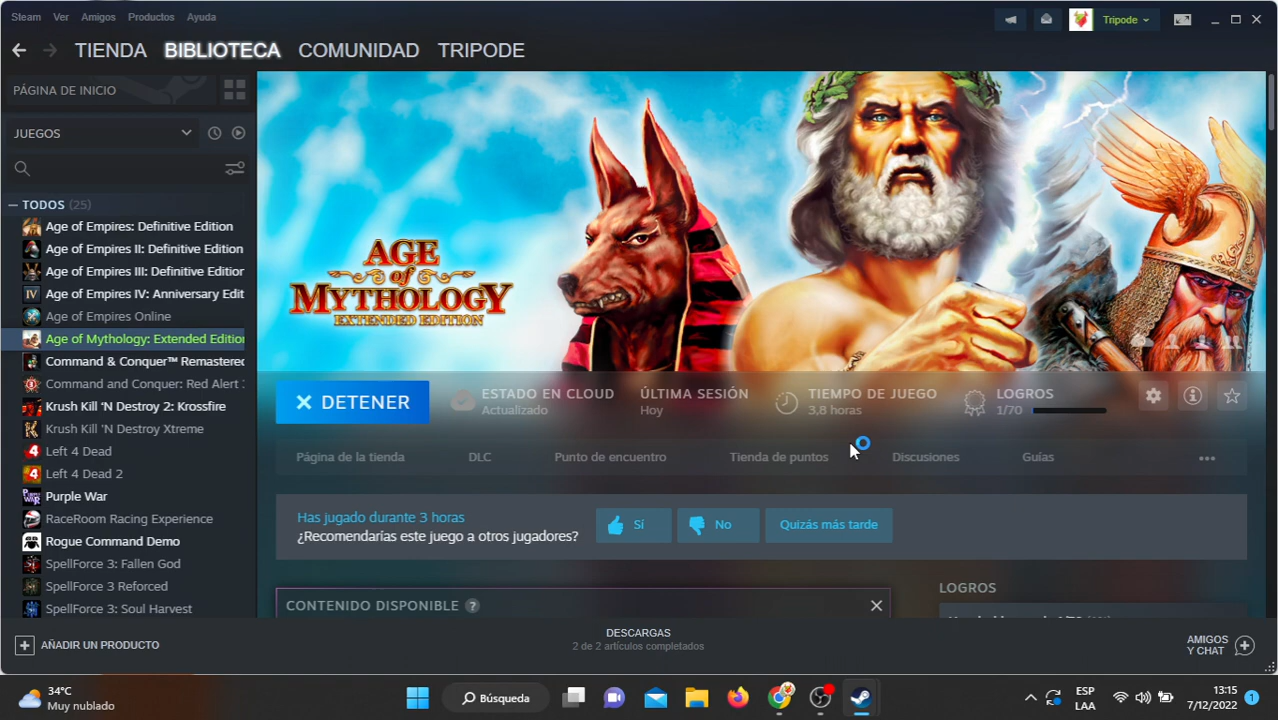 Steam Ver Amigos Productos Ayuda
Tripode
TIENDA BIBLIOTECA COMUNIDAD TRIPODE
PÁGINA DE INICIO
JUEGOS
TODOS (25)
Age of Empires: Definitive Edition
Age of Empires II: Definitive Edition
Age of Empires III: Definitive Edition
Age of Empires IV: Anniversary Edit
Age of Empires Online
Age of Mythology: Extended Edition
Command & Conquer™ Remastered
Command and Conquer: Red Alert
Krush Kill 'N Destroy 2: Krossfire
Krush Kill 'N Destroy Xtreme
Left 4 Dead
Left 4 Dead 2
Purple War
RaceRoom Racing Experience
Rogue Command Demo
SpellForce 3: Fallen God
SpellForce 3 Reforced
SpellForce 3: Soul Harvest
AGE
of
MYTHOLOGY
EXTENDED EDITION
DETENER
ESTADO EN CLOUD
Actualizado
ÚLTIMA SESIÓN
Hoy
TIEMPO DE JUEGO
3,8 horas
LOGROS
1/70
Página de la tienda DLC Punto de encuentro Tienda de puntos Discusiones Guías
Has jugado durante 3 horas
¿Recomendarías este juego a otros jugadores?
Sí No Quizás más tarde
CONTENIDO DISPONIBLE ?
LOGROS
AÑADIR UN PRODUCTO
DESCARGAS
2 de 2 artículos completados
AMIGOS
Y CHAT
34°C
Muy nublado
Búsqueda
ESP
LAA
13:15
7/12/2022
1